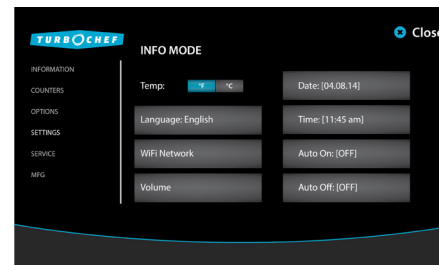 TURBOCHEF
Close
INFO MODE
INFORMATION
COUNTERS
OPTIONS
SETTINGS
SERVICE
MFG
Temp: °F °C
Language: English
WiFi Network
Volume
Date: [04.08.14]
Time: [11:45 am]
Auto On: [OFF]
Auto Off: [OFF]